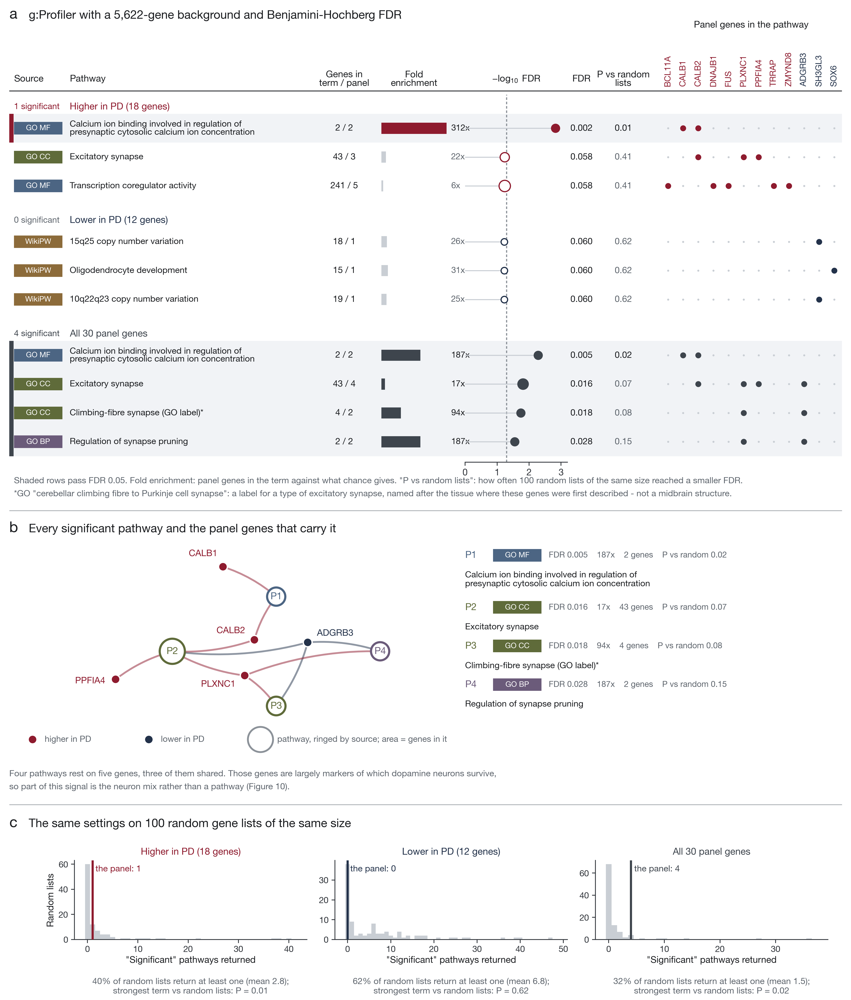 a g:Profiler with a 5,622-gene background and Benjamini-Hochberg FDR
Panel genes in the pathway
Source Pathway Genes in term / panel Fold enrichment −log10 FDR FDR P vs random lists BCL11A CALB1 CALB2 DNAJB1 FUS PLXNC1 PPFIA4 TRRAP ZMYND8 ADGRB3 SH3GL3 SOX6
1 significant Higher in PD (18 genes)
GO MF Calcium ion binding involved in regulation of presynaptic cytosolic calcium ion concentration 2 / 2 312x 0.002 0.01
GO CC Excitatory synapse 43 / 3 22x 0.058 0.41
GO MF Transcription coregulator activity 241 / 5 6x 0.058 0.41
0 significant Lower in PD (12 genes)
WikiPW 15q25 copy number variation 18 / 1 26x 0.060 0.62
WikiPW Oligodendrocyte development 15 / 1 31x 0.060 0.62
WikiPW 10q22q23 copy number variation 19 / 1 25x 0.060 0.62
4 significant All 30 panel genes
GO MF Calcium ion binding involved in regulation of presynaptic cytosolic calcium ion concentration 2 / 2 187x 0.005 0.02
GO CC Excitatory synapse 43 / 4 17x 0.016 0.07
GO CC Climbing-fibre synapse (GO label)* 4 / 2 94x 0.018 0.08
GO BP Regulation of synapse pruning 2 / 2 187x 0.028 0.15
0 1 2 3
Shaded rows pass FDR 0.05. Fold enrichment: panel genes in the term against what chance gives. "P vs random lists": how often 100 random lists of the same size reached a smaller FDR.
*GO "cerebellar climbing fibre to Purkinje cell synapse": a label for a type of excitatory synapse, named after the tissue where these genes were first described - not a midbrain structure.
b Every significant pathway and the panel genes that carry it
CALB1
P1
CALB2
ADGRB3
P2
P4
PPFIA4
PLXNC1
P3
P1 GO MF FDR 0.005 187x 2 genes P vs random 0.02
Calcium ion binding involved in regulation of
presynaptic cytosolic calcium ion concentration
P2 GO CC FDR 0.016 17x 43 genes P vs random 0.07
Excitatory synapse
P3 GO CC FDR 0.018 94x 4 genes P vs random 0.08
Climbing-fibre synapse (GO label)*
P4 GO BP FDR 0.028 187x 2 genes P vs random 0.15
Regulation of synapse pruning
higher in PD lower in PD pathway, ringed by source; area = genes in it
Four pathways rest on five genes, three of them shared. Those genes are largely markers of which dopamine neurons survive,
so part of this signal is the neuron mix rather than a pathway (Figure 10).
c The same settings on 100 random gene lists of the same size
Higher in PD (18 genes)
the panel: 1
Random lists
60
40
20
0
0 10 20 30 40
"Significant" pathways returned
40% of random lists return at least one (mean 2.8);
strongest term vs random lists: P = 0.01
Lower in PD (12 genes)
the panel: 0
30
20
10
0
0 10 20 30 40 50
"Significant" pathways returned
62% of random lists return at least one (mean 6.8);
strongest term vs random lists: P = 0.62
All 30 panel genes
the panel: 4
60
40
20
0
0 10 20 30
"Significant" pathways returned
32% of random lists return at least one (mean 1.5);
strongest term vs random lists: P = 0.02